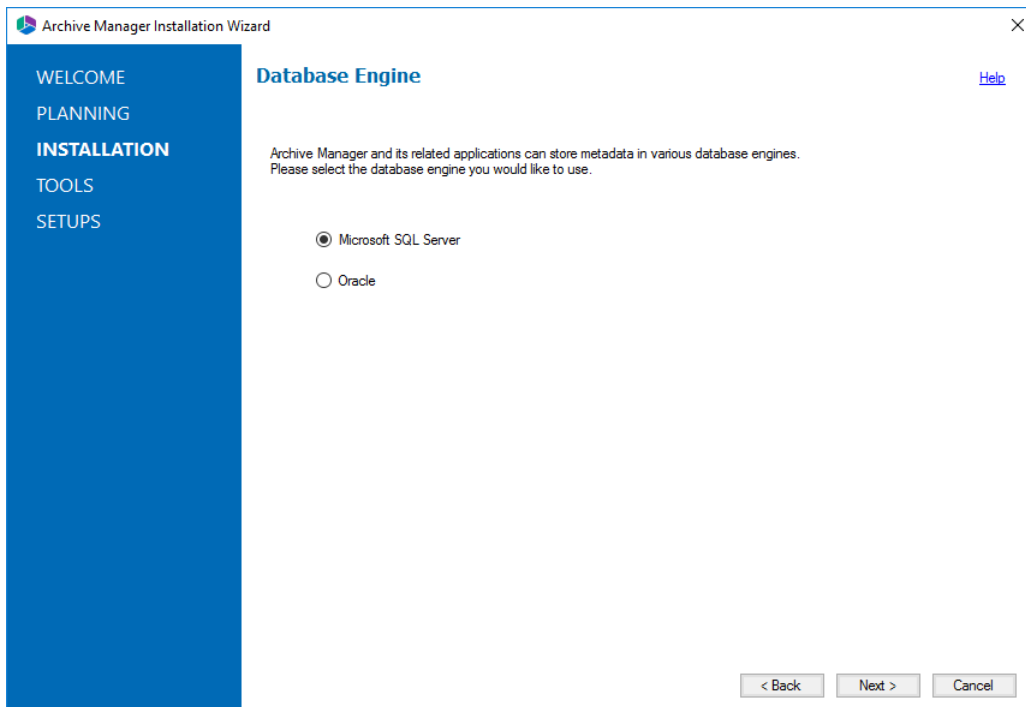 Archive Manager Installation Wizard
WELCOME
PLANNING
INSTALLATION
TOOLS
SETUPS
Database Engine
Help
Archive Manager and its related applications can store metadata in various database engines.
Please select the database engine you would like to use.
Microsoft SQL Server
Oracle
< Back
Next >
Cancel